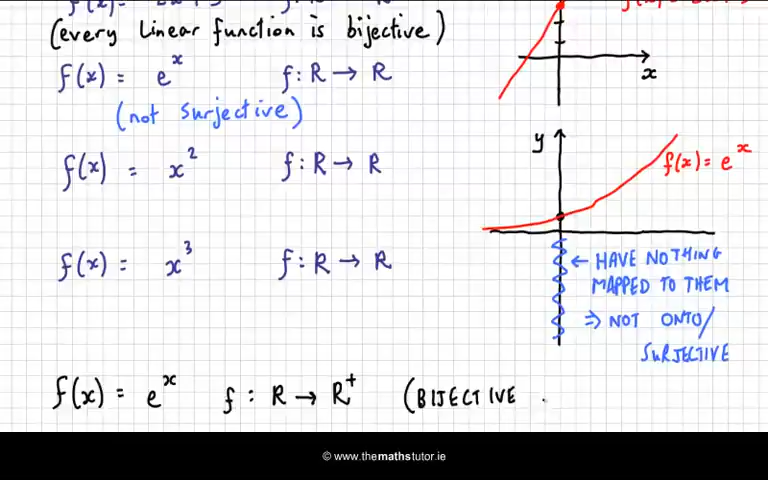 (every linear function is bijective)
f(x) = e^x f: R → R
(not surjective)
f(x) = x^2 f: R → R
f(x) = x^3 f: R → R
f(x) = e^x f: R → R^+ (BIJECTIVE
x
y
f(x) = e^x
← HAVE NOTHING
MAPPED TO THEM
⇒ NOT ONTO/
SURJECTIVE
© www.themathstutor.ie